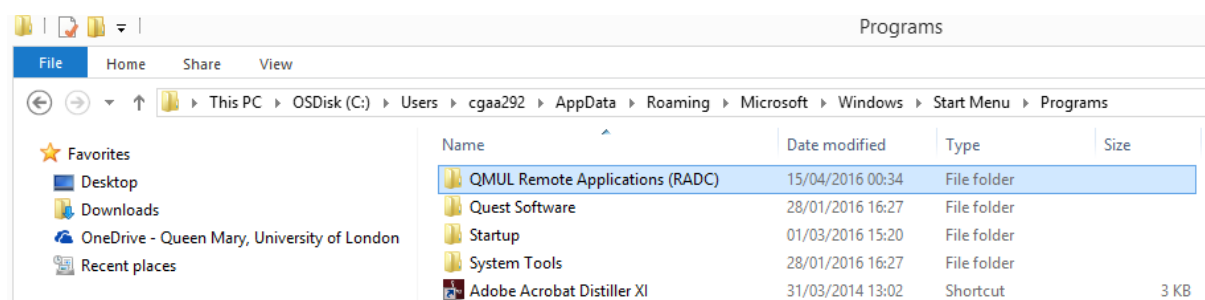 Programs
File Home Share View
This PC OSDisk (C:) Users cgaa292 AppData Roaming Microsoft Windows Start Menu Programs
Favorites
Desktop
Downloads
OneDrive - Queen Mary, University of London
Recent places
Name Date modified Type Size
QMUL Remote Applications (RADC) 15/04/2016 00:34 File folder
Quest Software 28/01/2016 16:27 File folder
Startup 01/03/2016 15:20 File folder
System Tools 28/01/2016 16:27 File folder
Adobe Acrobat Distiller XI 31/03/2014 13:02 Shortcut 3 KB